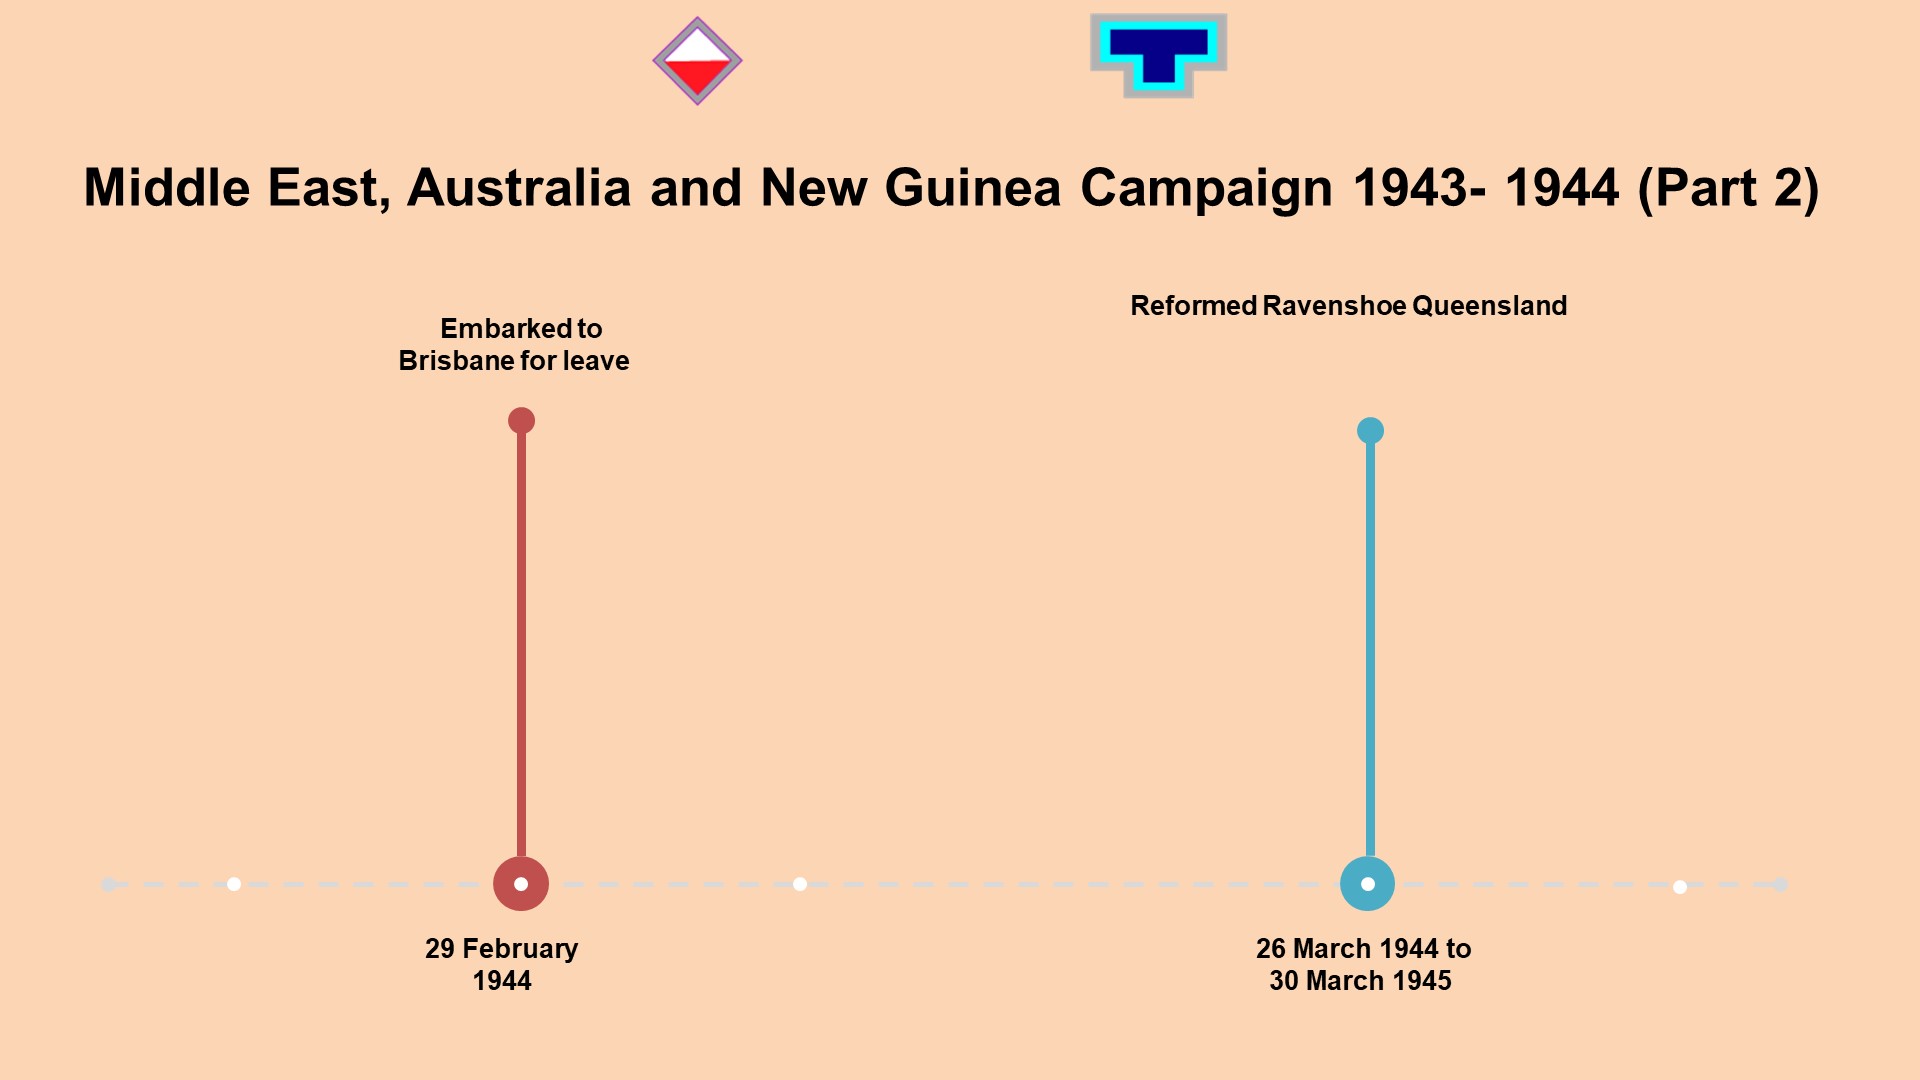 Middle East, Australia and New Guinea Campaign 1943- 1944 (Part 2)
Embarked to
Brisbane for leave
Reformed Ravenshoe Queensland
29 February
1944
26 March 1944 to
30 March 1945